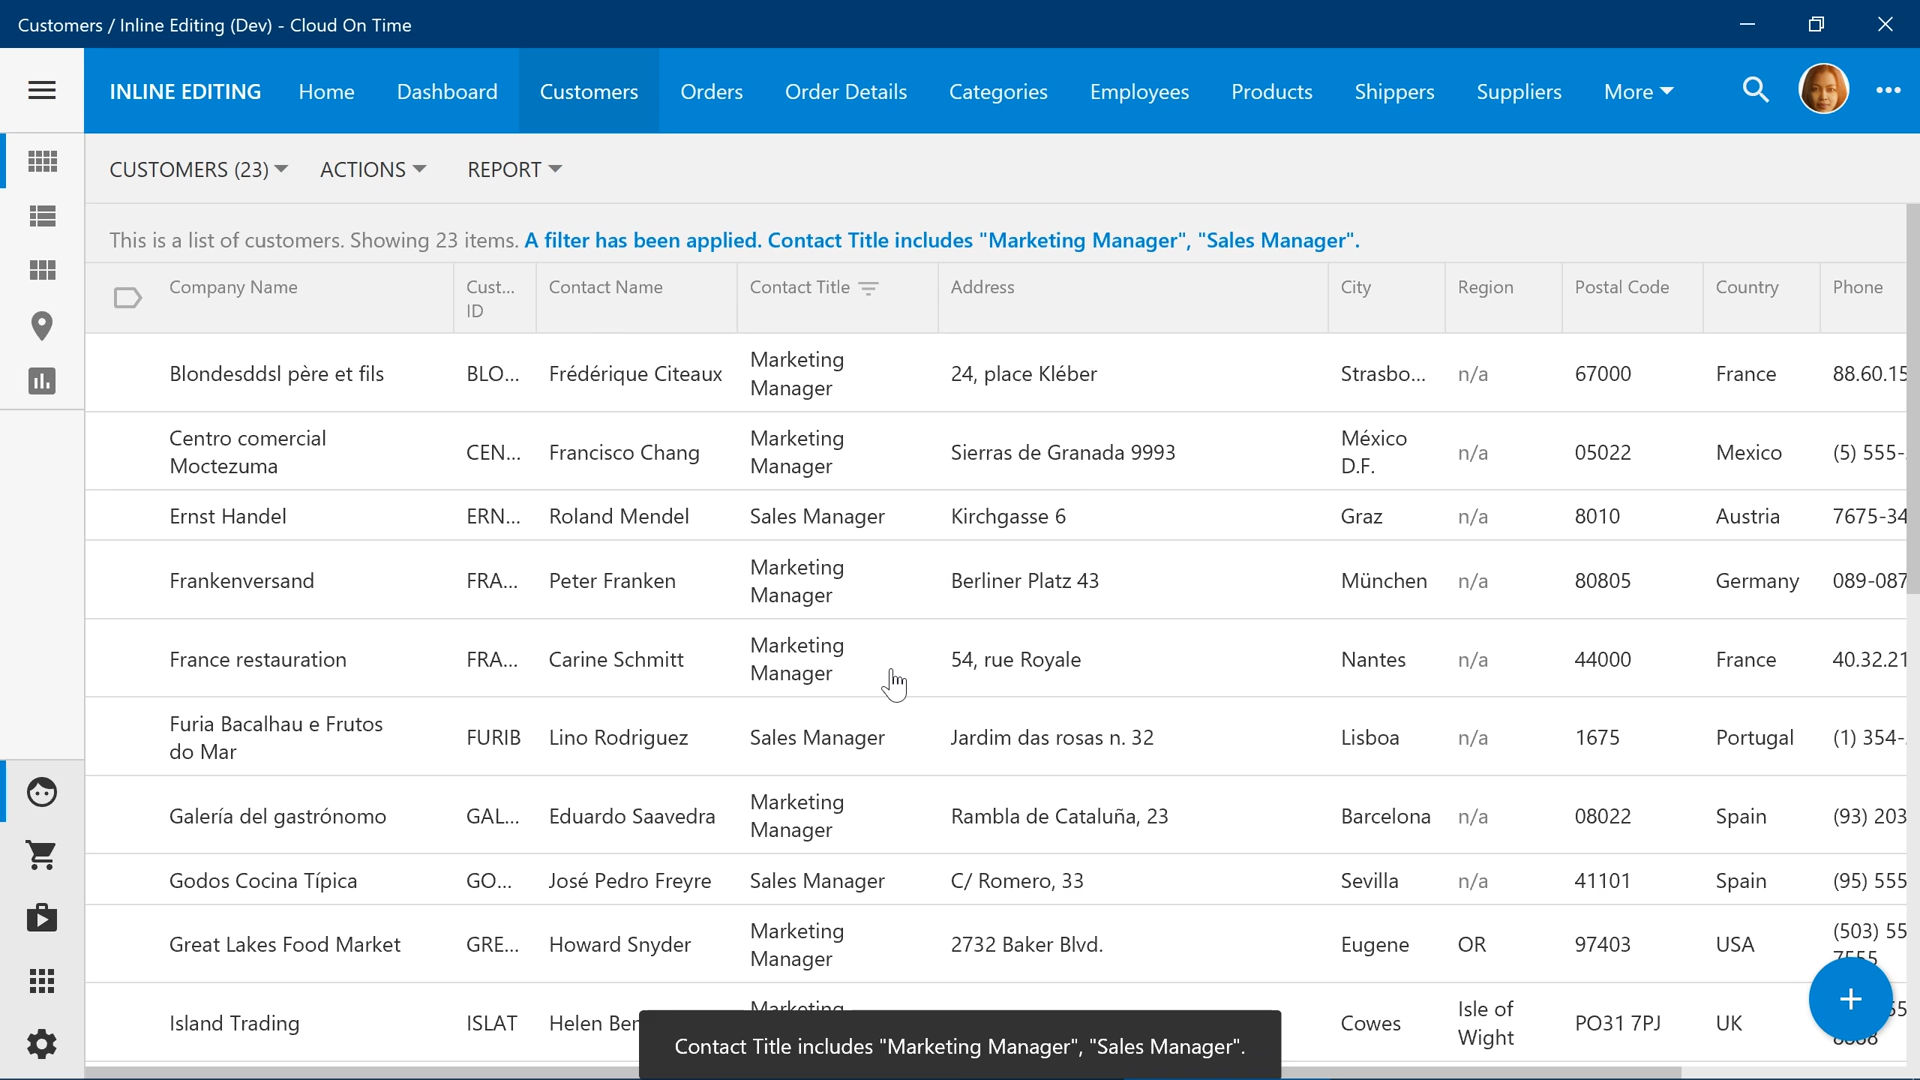 Customers / Inline Editing (Dev) - Cloud On Time
INLINE EDITING Home Dashboard Customers Orders Order Details Categories Employees Products Shippers Suppliers More
CUSTOMERS (23) ACTIONS REPORT
This is a list of customers. Showing 23 items. A filter has been applied. Contact Title includes "Marketing Manager", "Sales Manager".
Company Name Cust... ID Contact Name Contact Title Address City Region Postal Code Country Phone
Blondesddsl père et fils BLO... Frédérique Citeaux Marketing Manager 24, place Kléber Strasbo... n/a 67000 France 88.60.15
Centro comercial Moctezuma CEN... Francisco Chang Marketing Manager Sierras de Granada 9993 México D.F. n/a 05022 Mexico (5) 555-
Ernst Handel ERN... Roland Mendel Sales Manager Kirchgasse 6 Graz n/a 8010 Austria 7675-34
Frankenversand FRA... Peter Franken Marketing Manager Berliner Platz 43 München n/a 80805 Germany 089-087
France restauration FRA... Carine Schmitt Marketing Manager 54, rue Royale Nantes n/a 44000 France 40.32.21
Furia Bacalhau e Frutos do Mar FURIB Lino Rodriguez Sales Manager Jardim das rosas n. 32 Lisboa n/a 1675 Portugal (1) 354-
Galería del gastrónomo GAL... Eduardo Saavedra Marketing Manager Rambla de Cataluña, 23 Barcelona n/a 08022 Spain (93) 203
Godos Cocina Típica GO... José Pedro Freyre Sales Manager C/ Romero, 33 Sevilla n/a 41101 Spain (95) 555
Great Lakes Food Market GRE... Howard Snyder Marketing Manager 2732 Baker Blvd. Eugene OR 97403 USA (503) 55 7555
Island Trading ISLAT Helen Ber Marketing Cowes Isle of Wight PO31 7PJ UK
Contact Title includes "Marketing Manager", "Sales Manager".